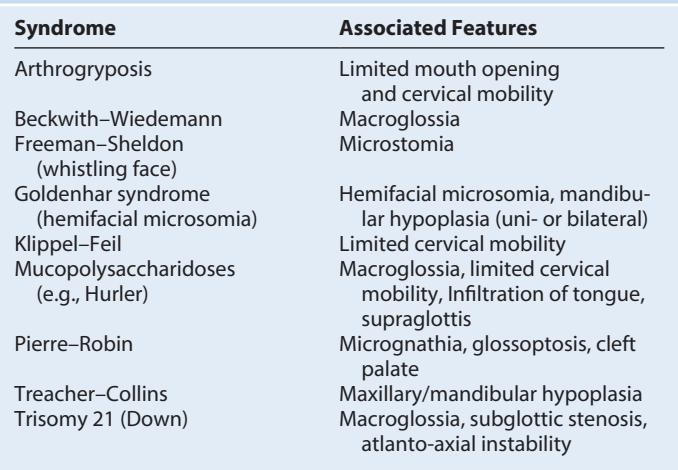 Syndrome Associated Features
Arthrogryposis Limited mouth opening
and cervical mobility
Beckwith–Wiedemann Macroglossia
Freeman–Sheldon Microstomia
(whistling face)
Goldenhar syndrome Hemifacial microsomia, mandibu-
(hemifacial microsomia) lar hypoplasia (uni- or bilateral)
Klippel–Feil Limited cervical mobility
Mucopolysaccharidoses Macroglossia, limited cervical
(e.g., Hurler) mobility, Infiltration of tongue,
supraglottis
Pierre–Robin Micrognathia, glossoptosis, cleft
palate
Treacher–Collins Maxillary/mandibular hypoplasia
Trisomy 21 (Down) Macroglossia, subglottic stenosis,
atlanto-axial instability